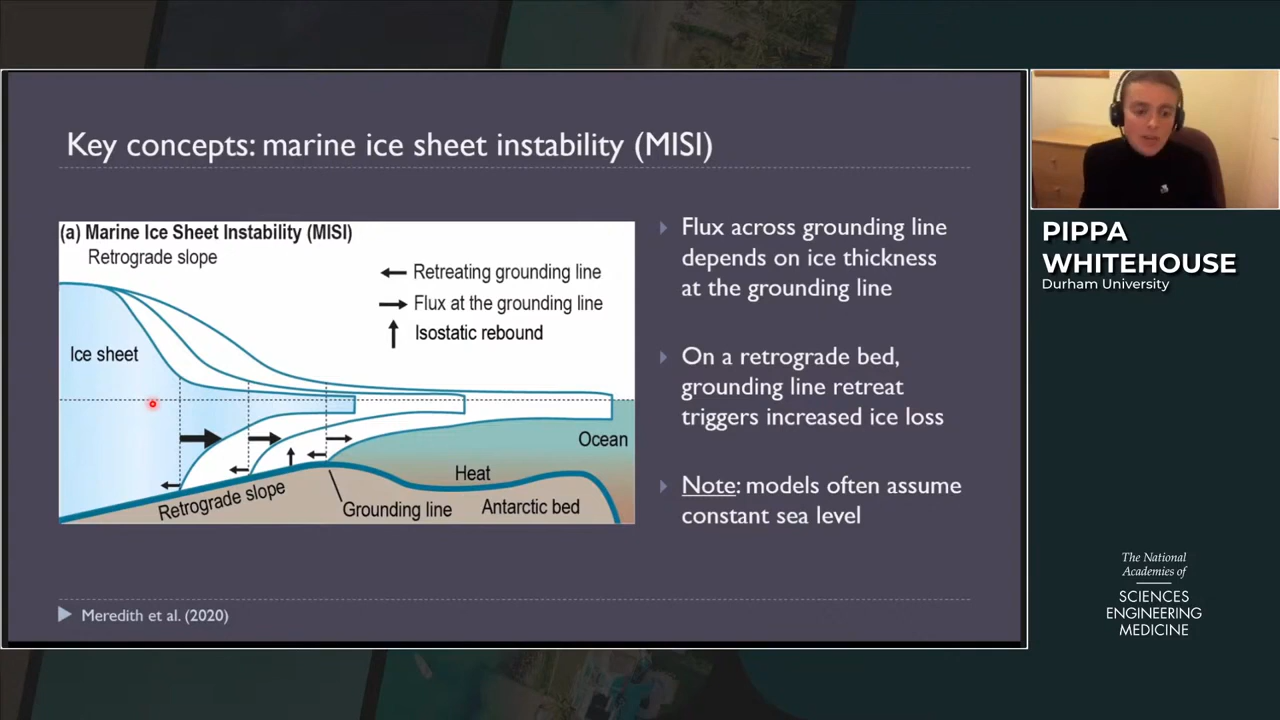 Key concepts: marine ice sheet instability (MISI)
(a) Marine Ice Sheet Instability (MISI)
Retrograde slope
Retreating grounding line
Flux at the grounding line
Isostatic rebound
Ice sheet
Ocean
Heat
Retrograde slope
Grounding line
Antarctic bed
Flux across grounding line
depends on ice thickness
at the grounding line
On a retrograde bed,
grounding line retreat
triggers increased ice loss
Note: models often assume
constant sea level
Meredith et al. (2020)
PIPPA
WHITEHOUSE
Durham University
The National
Academies of
SCIENCES
ENGINEERING
MEDICINE